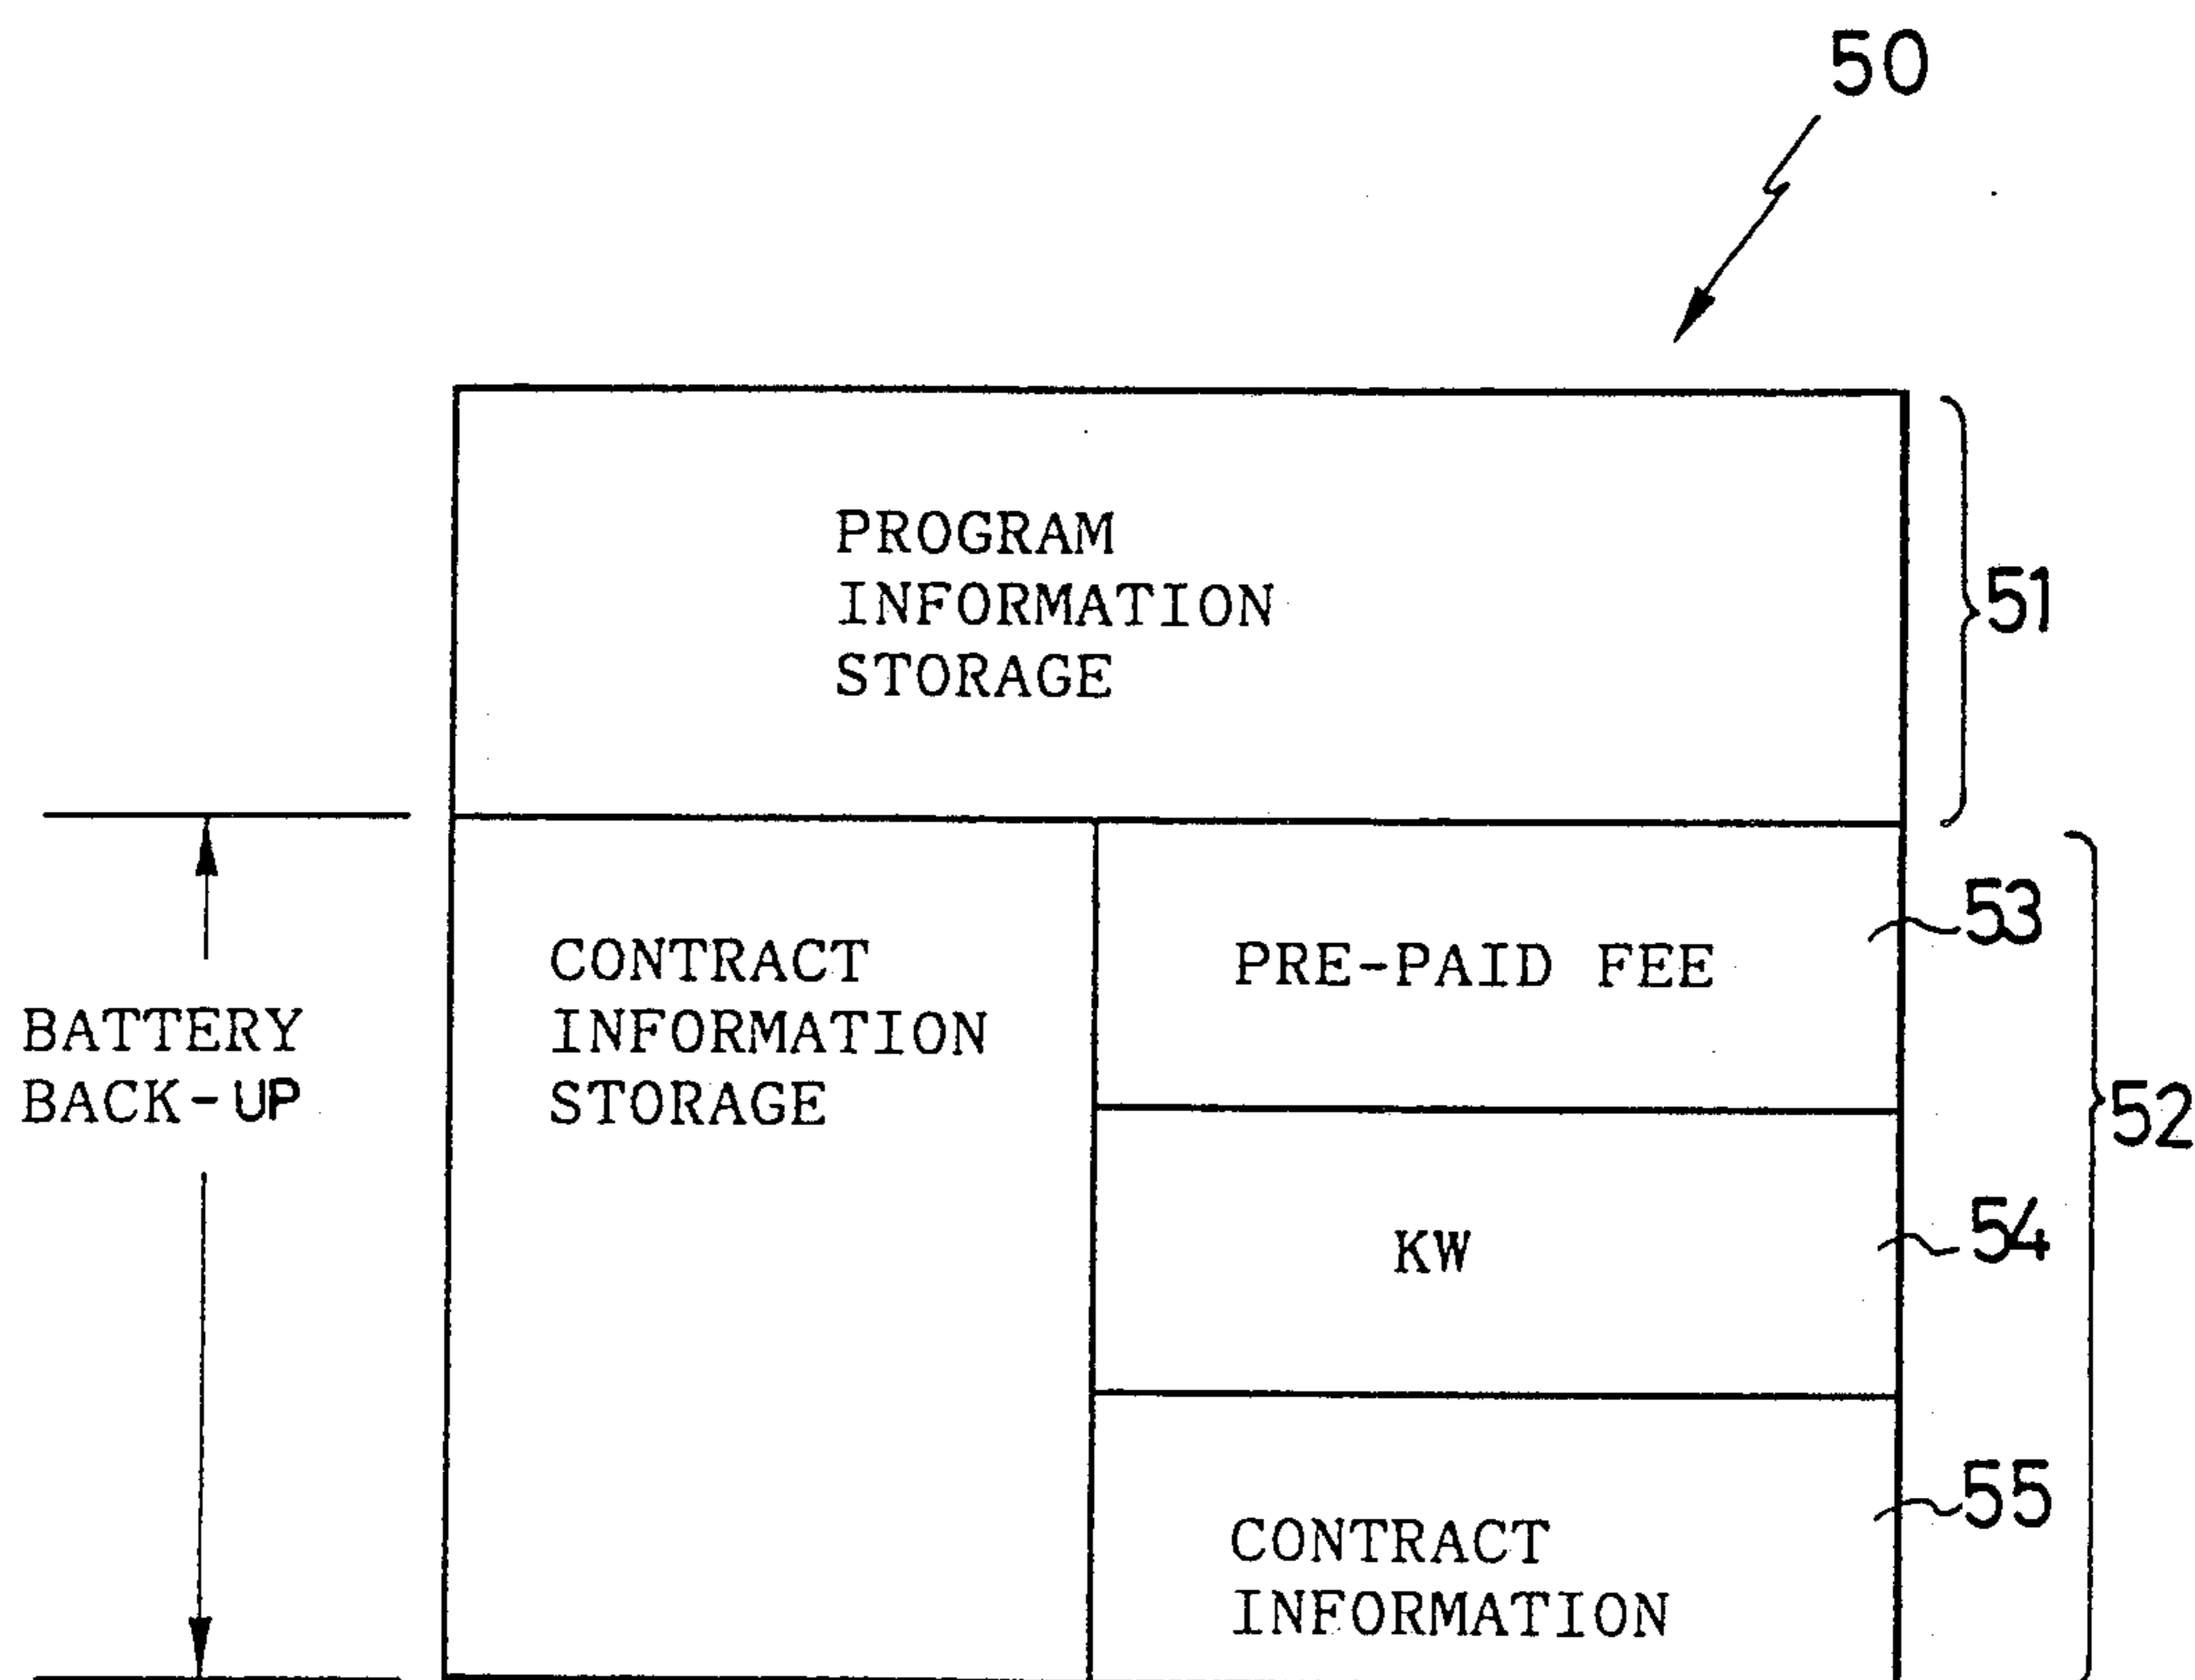 50
PROGRAM
INFORMATION
STORAGE
51
BATTERY
BACK-UP
CONTRACT
INFORMATION
STORAGE
PRE-PAID FEE
53
52
KW
54
CONTRACT
INFORMATION
55